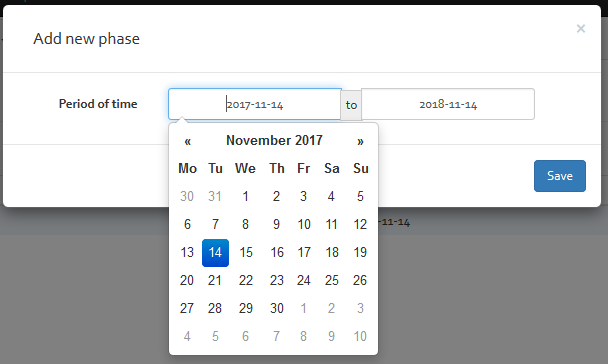 Add new phase ×
Period of time 2017-11-14 to 2018-11-14
« November 2017 »
Mo Tu We Th Fr Sa Su
30 31 1 2 3 4 5
6 7 8 9 10 11 12
13 14 15 16 17 18 19
20 21 22 23 24 25 26
27 28 29 30 1 2 3
4 5 6 7 8 9 10
Save
-11-14